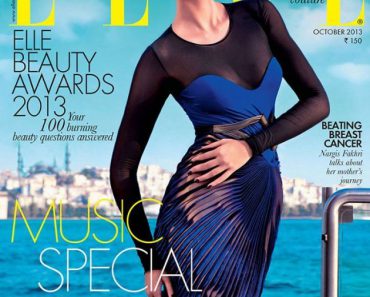 ELLE
couture
OCTOBER 2013
₹ 150
ELLE
BEAUTY
AWARDS
2013
Your
100 burning
beauty questions answered
BEATING
BREAST
CANCER
Nargis Fakhri
talks about
her mother's
journey
MUSIC
SPECIAL